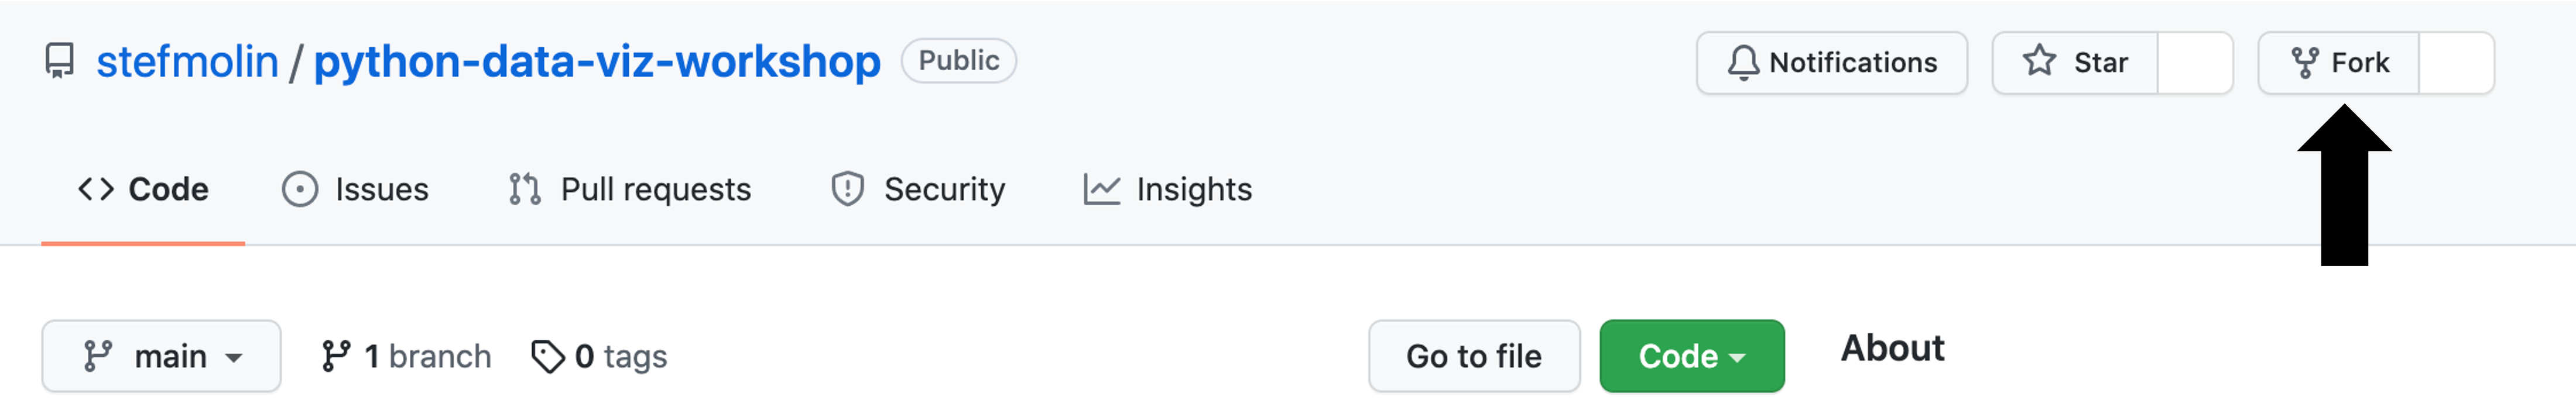 stefmolin / python-data-viz-workshop Public Notifications Star Fork
Code Issues Pull requests Security Insights
main 1 branch 0 tags Go to file Code About